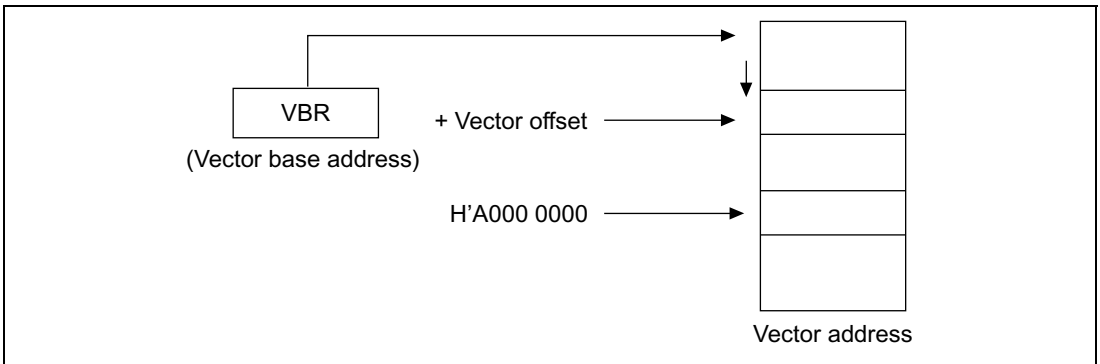 VBR
(Vector base address)
+ Vector offset
H'A000 0000
Vector address